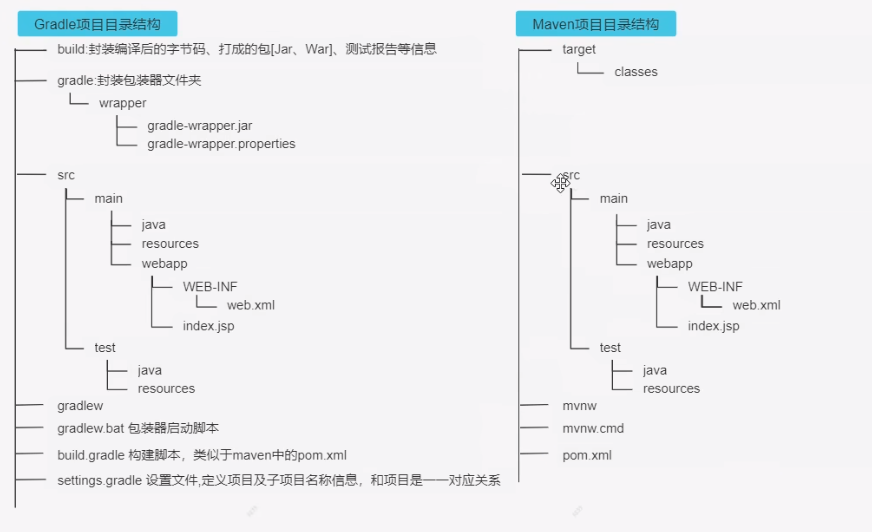 Gradle项目目录结构
build:封装编译后的字节码、打成的包[Jar、War]、测试报告等信息
gradle:封装包装器文件夹
wrapper
gradle-wrapper.jar
gradle-wrapper.properties
src
main
java
resources
webapp
WEB-INF
web.xml
index.jsp
test
java
resources
gradlew
gradlew.bat 包装器启动脚本
build.gradle 构建脚本，类似于maven中的pom.xml
settings.gradle 设置文件,定义项目及子项目名称信息，和项目是一一对应关系
Maven项目目录结构
target
classes
src
main
java
resources
webapp
WEB-INF
web.xml
index.jsp
test
java
resources
mvnw
mvnw.cmd
pom.xml